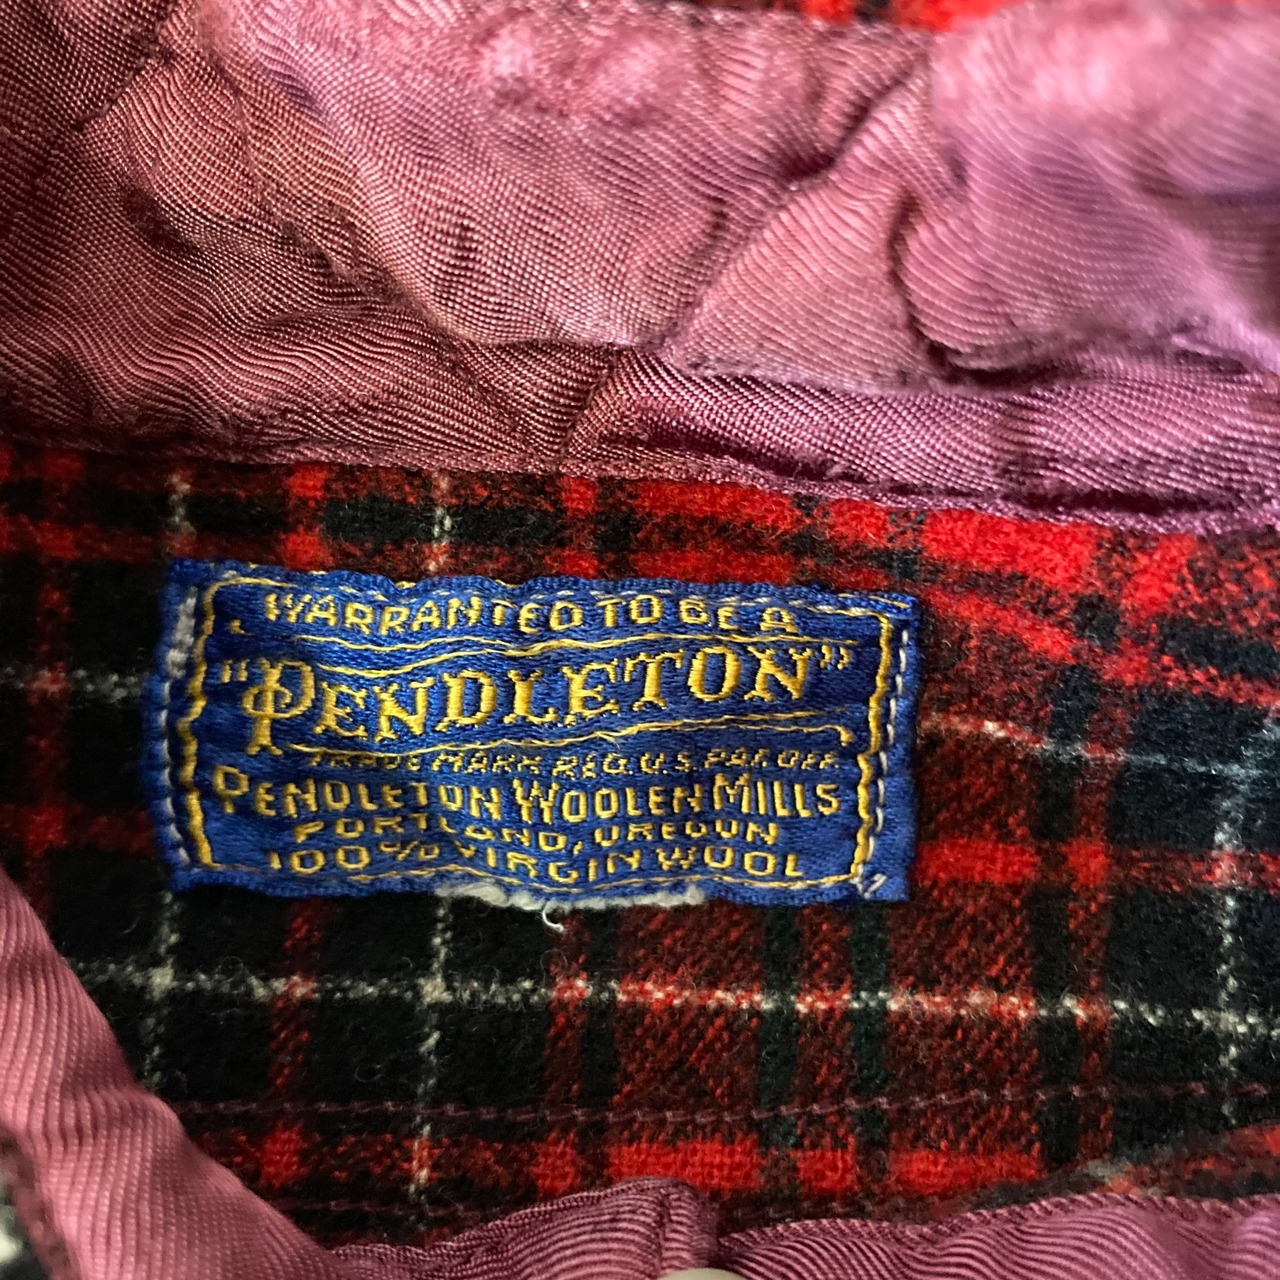 WARRANTED TO BE A
"PENDLETON"
TRADE MARK REG. U.S. PAT. OFF.
PENDLETON WOOLEN MILLS
PORTLAND, OREGON
100% VIRGIN WOOL